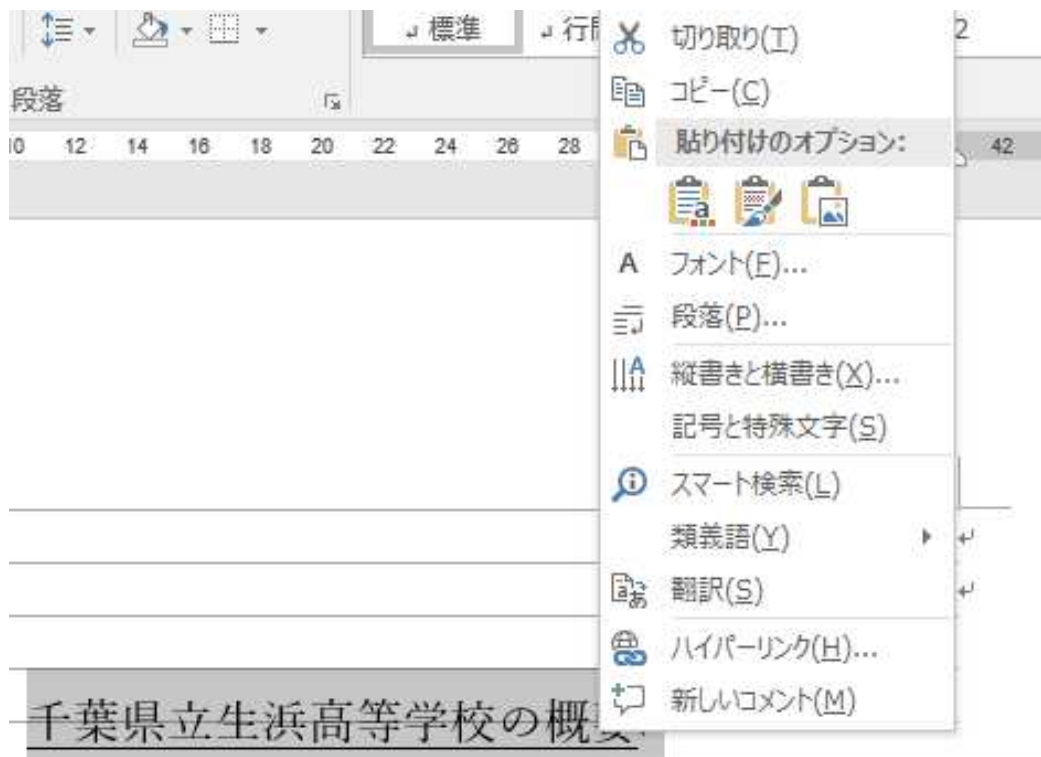 標準
行
2
段落
10 12 14 16 18 20 22 24 26 28
42
切り取り(T)
コピー(C)
貼り付けのオプション:
フォント(F)...
段落(P)...
縦書きと横書き(X)...
記号と特殊文字(S)
スマート検索(L)
類義語(Y)
翻訳(S)
ハイパーリンク(H)...
新しいコメント(M)
千葉県立生浜高等学校の概要